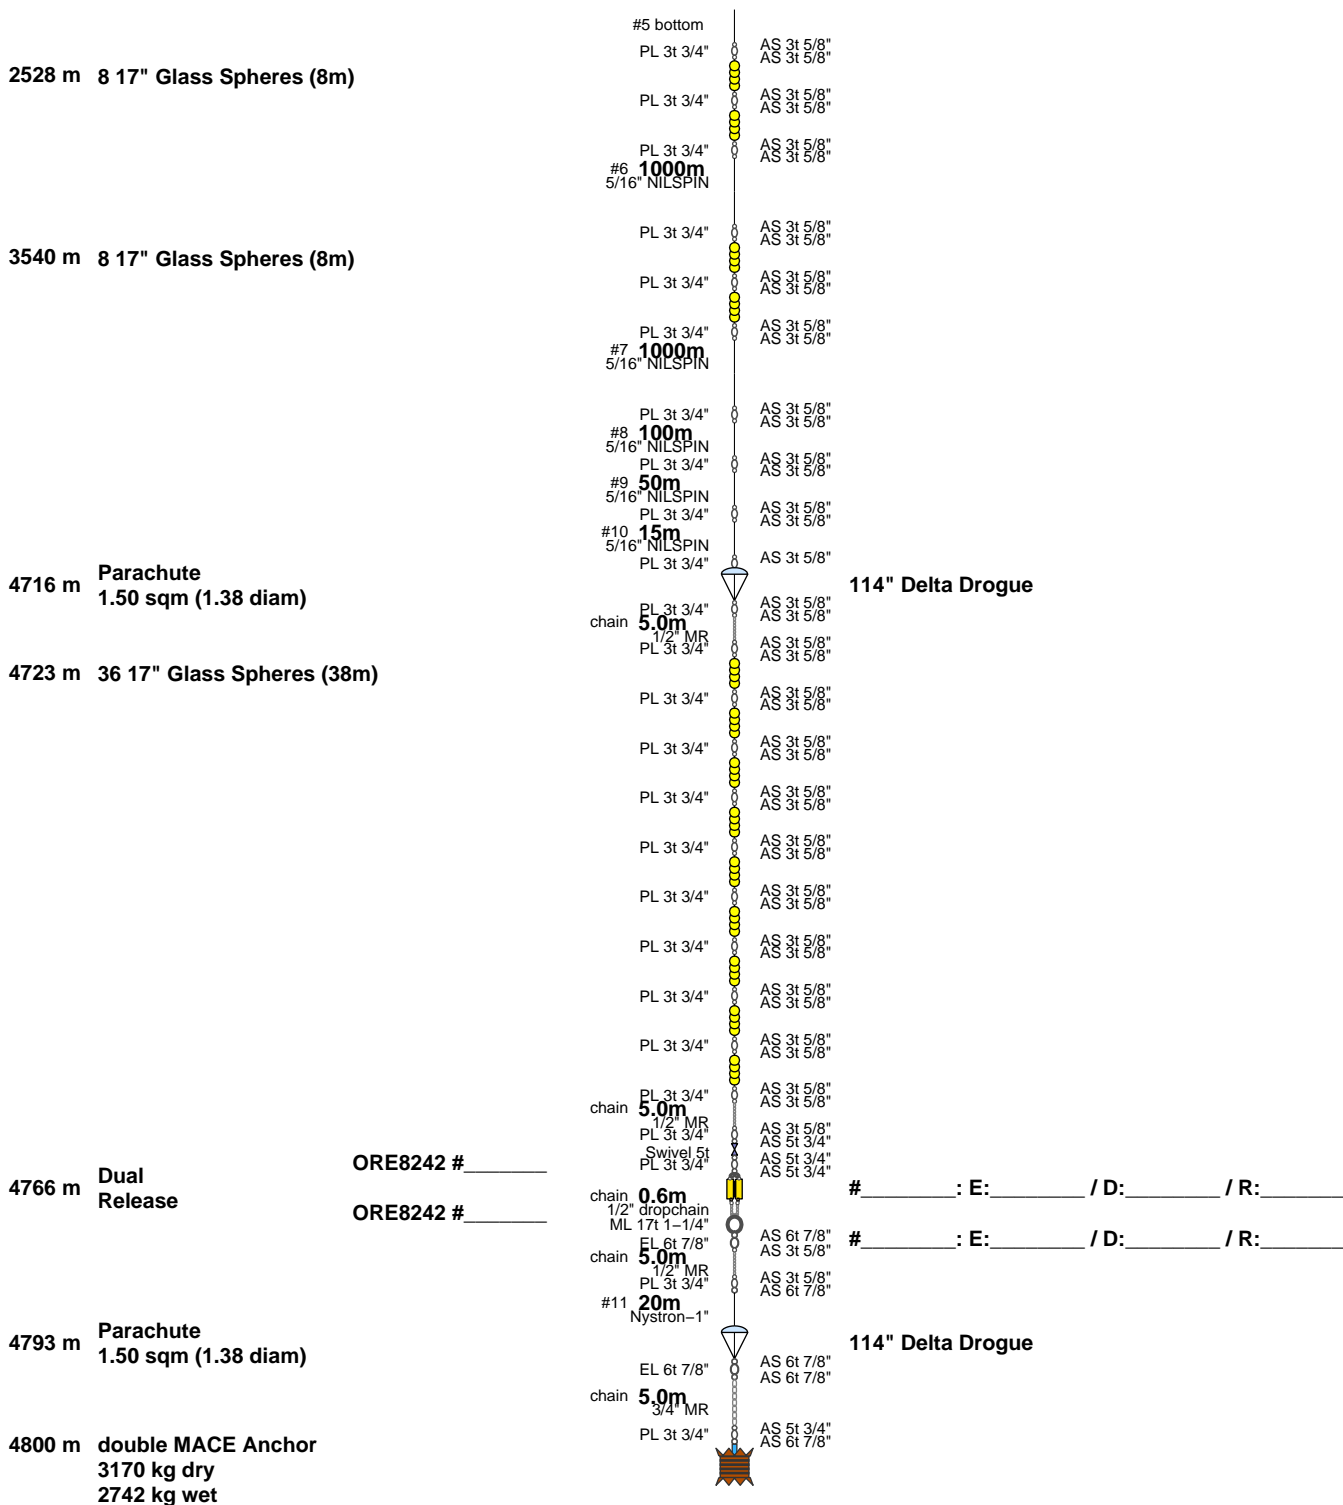 #5 bottom
PL 3t 3/4" AS 3t 5/8"
AS 3t 5/8"
2528 m 8 17" Glass Spheres (8m)
PL 3t 3/4" AS 3t 5/8"
AS 3t 5/8"
PL 3t 3/4" AS 3t 5/8"
AS 3t 5/8"
#6 1000m
5/16" NILSPIN
PL 3t 3/4" AS 3t 5/8"
AS 3t 5/8"
3540 m 8 17" Glass Spheres (8m)
PL 3t 3/4" AS 3t 5/8"
AS 3t 5/8"
PL 3t 3/4" AS 3t 5/8"
AS 3t 5/8"
#7 1000m
5/16" NILSPIN
PL 3t 3/4" AS 3t 5/8"
AS 3t 5/8"
#8 100m
5/16" NILSPIN
PL 3t 3/4" AS 3t 5/8"
AS 3t 5/8"
#9 50m
5/16" NILSPIN
PL 3t 3/4" AS 3t 5/8"
AS 3t 5/8"
#10 15m
5/16" NILSPIN
PL 3t 3/4" AS 3t 5/8"
4716 m Parachute
1.50 sqm (1.38 diam)
114" Delta Drogue
PL 3t 3/4" AS 3t 5/8"
AS 3t 5/8"
chain 5.0m
1/2" MR
PL 3t 3/4" AS 3t 5/8"
AS 3t 5/8"
4723 m 36 17" Glass Spheres (38m)
PL 3t 3/4" AS 3t 5/8"
AS 3t 5/8"
PL 3t 3/4" AS 3t 5/8"
AS 3t 5/8"
PL 3t 3/4" AS 3t 5/8"
AS 3t 5/8"
PL 3t 3/4" AS 3t 5/8"
AS 3t 5/8"
PL 3t 3/4" AS 3t 5/8"
AS 3t 5/8"
PL 3t 3/4" AS 3t 5/8"
AS 3t 5/8"
PL 3t 3/4" AS 3t 5/8"
AS 3t 5/8"
PL 3t 3/4" AS 3t 5/8"
AS 3t 5/8"
PL 3t 3/4" AS 3t 5/8"
AS 3t 5/8"
chain 5.0m
1/2" MR
PL 3t 3/4" AS 3t 5/8"
AS 5t 3/4"
Swivel 5t
PL 3t 3/4" AS 5t 3/4"
AS 5t 3/4"
ORE8242 #_______
4766 m Dual
Release
#_________: E:_________ / D:_________ / R:________
chain 0.6m
1/2" dropchain
ORE8242 #_______
ML 17t 1−1/4"
EL 6t 7/8" AS 6t 7/8"
AS 3t 5/8"
#_________: E:_________ / D:_________ / R:________
chain 5.0m
1/2" MR
PL 3t 3/4" AS 3t 5/8"
AS 6t 7/8"
#11 20m
Nystron−1"
4793 m Parachute
1.50 sqm (1.38 diam)
114" Delta Drogue
EL 6t 7/8" AS 6t 7/8"
AS 6t 7/8"
chain 5.0m
3/4" MR
PL 3t 3/4" AS 5t 3/4"
AS 6t 7/8"
4800 m double MACE Anchor
3170 kg dry
2742 kg wet